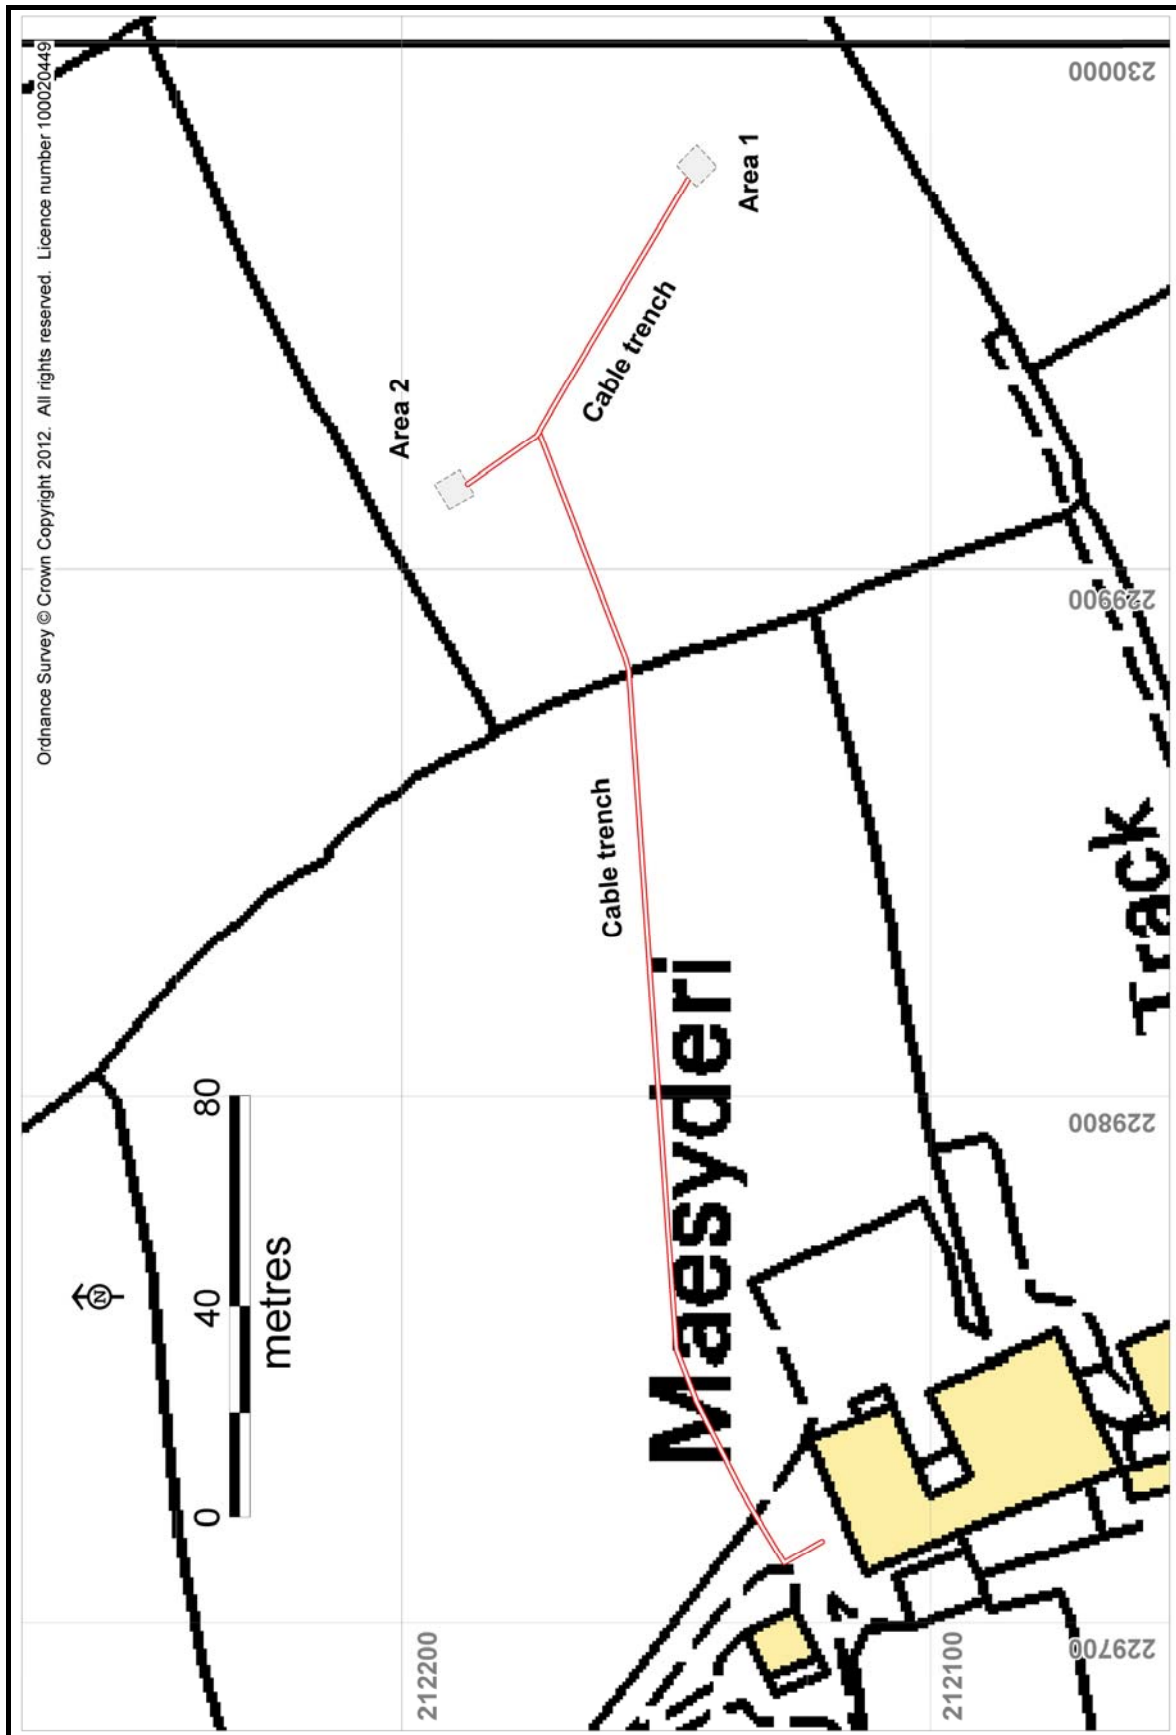 Ordnance Survey © Crown Copyright 2012. All rights reserved. Licence number 100020449
N
0 40 80
metres
Area 2
Area 1
Cable trench
Cable trench
Maesyderi
Track
212200
212100
229700
229800
229900
230000